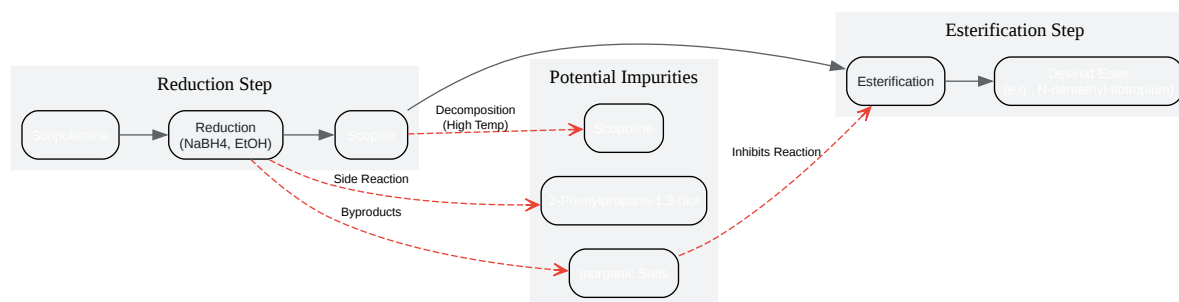 Esterification Step
Reduction Step
Potential Impurities
Scopolamine
Reduction
(NaBH4, EtOH)
Scopine
Decomposition
(High Temp)
Scopoline
Esterification
Desired Ester
(e.g., N-demethyl-tiotropium)
Inhibits Reaction
Side Reaction
2-Phenylpropane-1,3-diol
Byproducts
Inorganic Salts